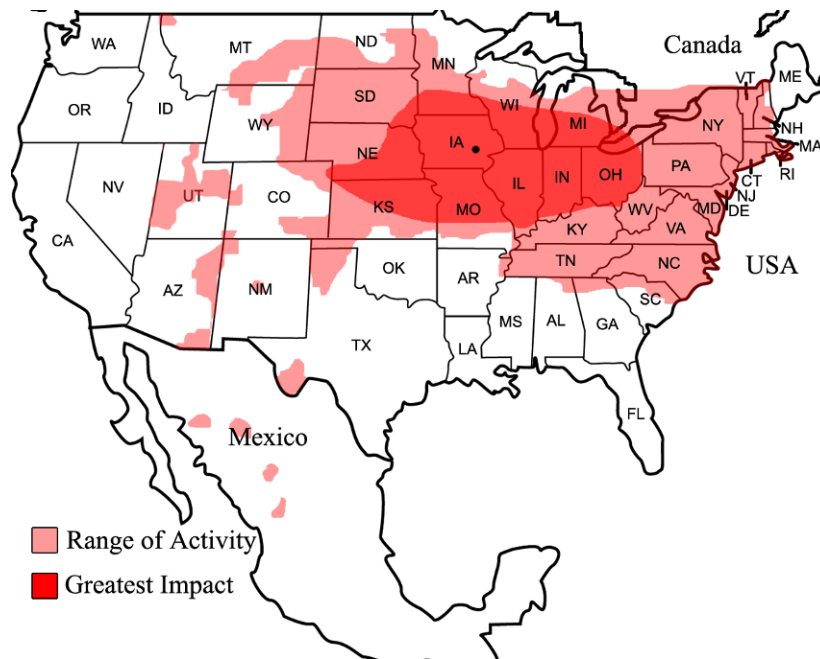 Canada
WA
MT
ND
MN
VT
ME
OR
ID
SD
WI
MI
NY
NH
MA
WY
NE
IA
PA
RI
CT
NJ
NV
UT
CO
IL
IN
OH
WV
MD
DE
CA
KS
MO
KY
VA
USA
AZ
NM
OK
AR
TN
NC
SC
TX
LA
MS
AL
GA
FL
Mexico
Range of Activity
Greatest Impact